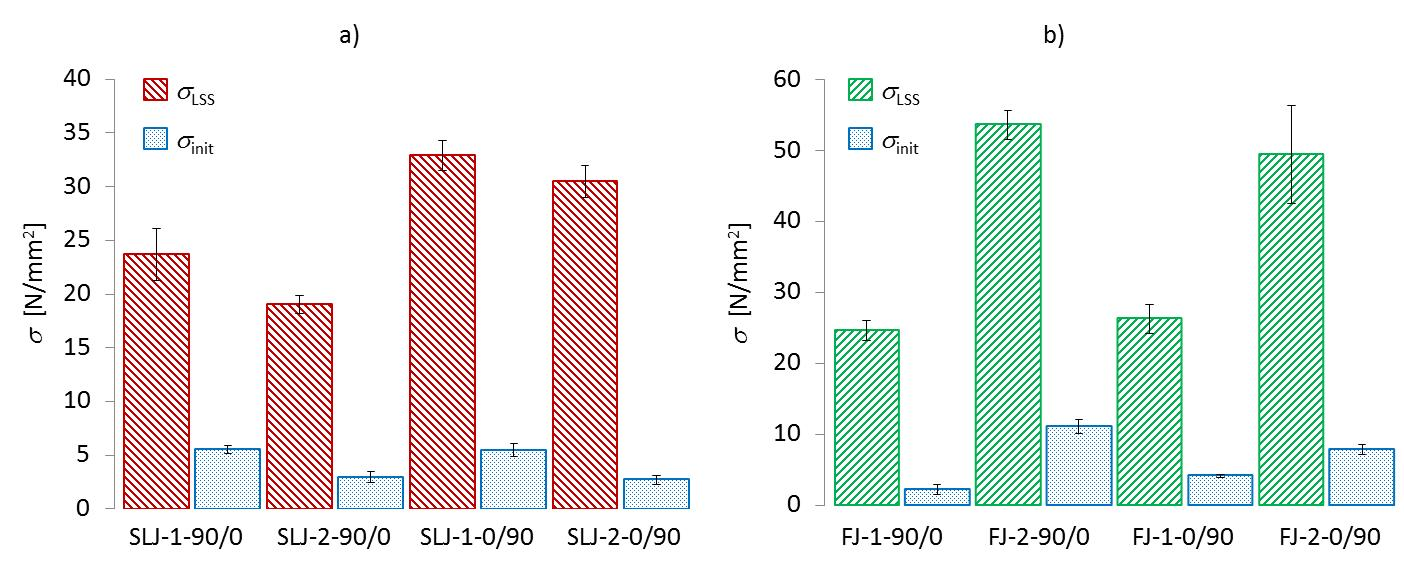 a)
σ [N/mm²]
40
35
30
25
20
15
10
5
0
σLSS
σinit
SLJ-1-90/0 SLJ-2-90/0 SLJ-1-0/90 SLJ-2-0/90
b)
σ [N/mm²]
60
50
40
30
20
10
0
σLSS
σinit
FJ-1-90/0 FJ-2-90/0 FJ-1-0/90 FJ-2-0/90